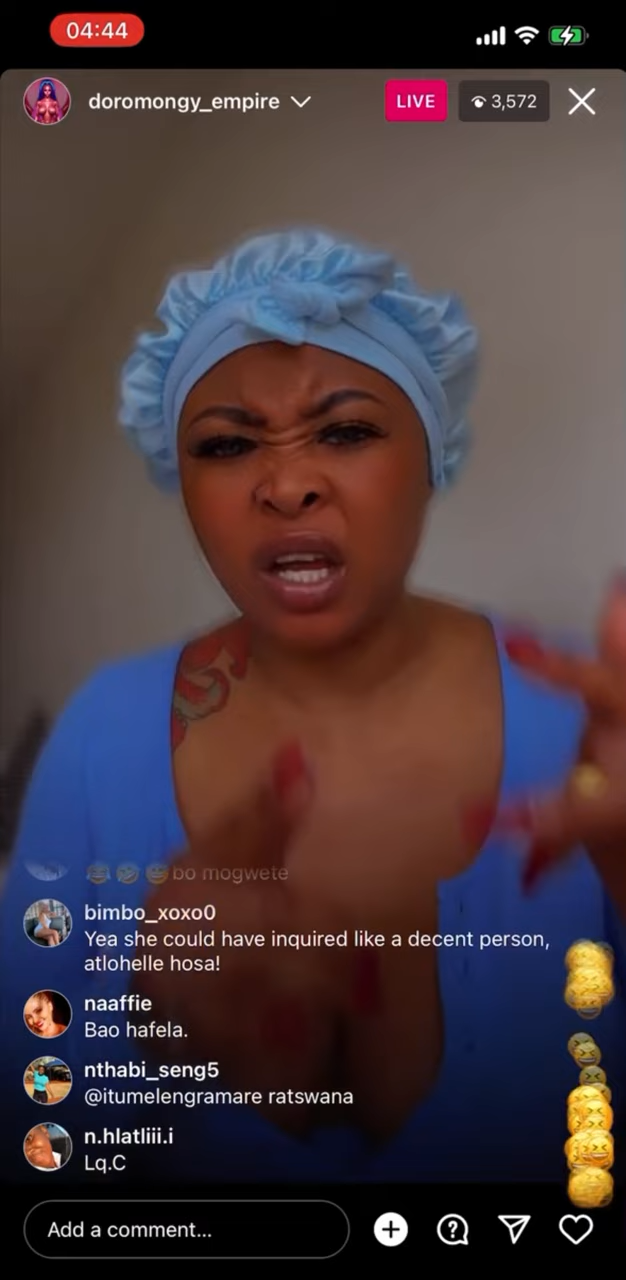 04:44
doromongy_empire
LIVE
3,572
bo mogwete
bimbo_xoxo0
Yea she could have inquired like a decent person,
atlohelle hosa!
naaffie
Bao hafela.
nthabi_seng5
@itumelengramare ratswana
n.hlatliii.i
Lq.C
Add a comment...